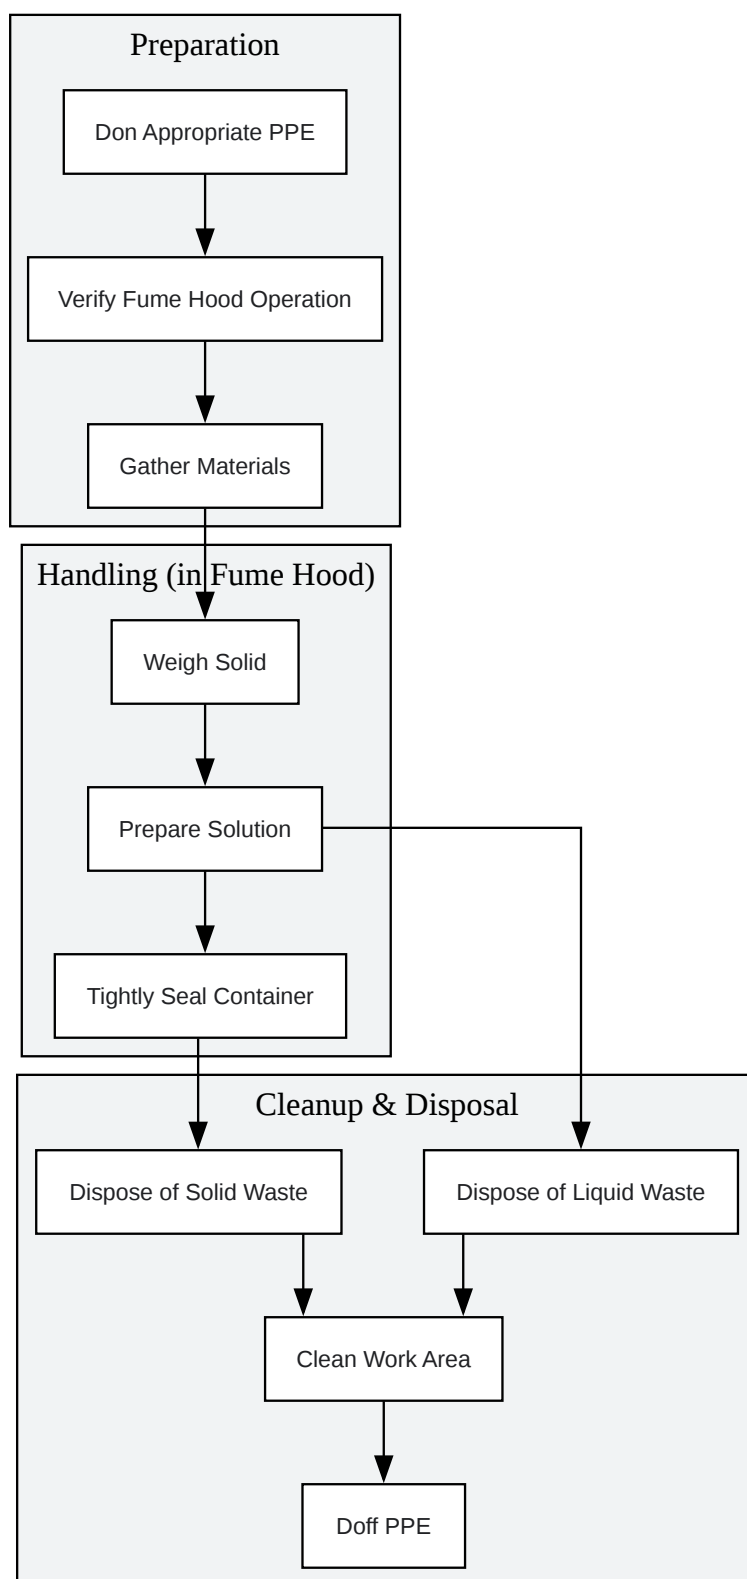 Preparation
Don Appropriate PPE
Verify Fume Hood Operation
Gather Materials
Handling (in Fume Hood)
Weigh Solid
Prepare Solution
Tightly Seal Container
Cleanup & Disposal
Dispose of Solid Waste
Dispose of Liquid Waste
Clean Work Area
Doff PPE